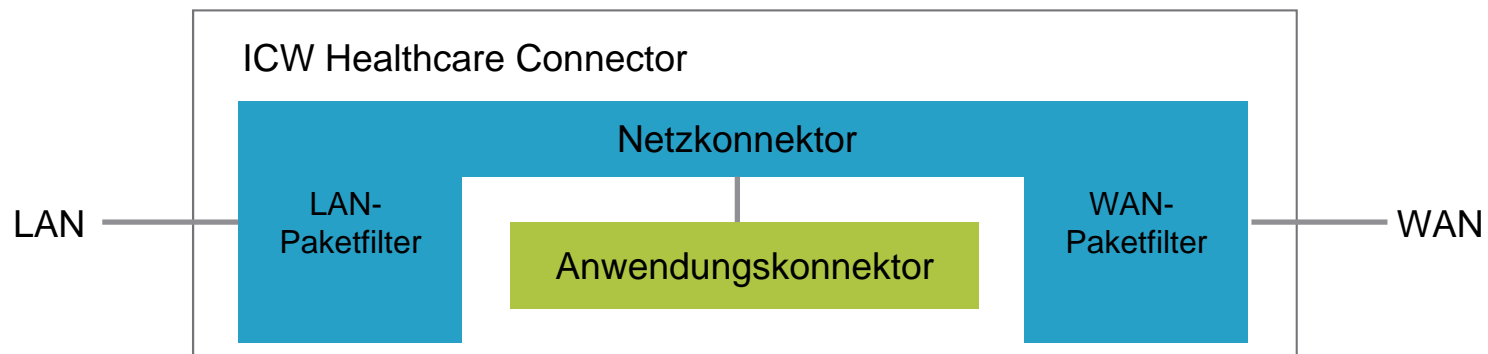 ICW Healthcare Connector
Netzkonnektor
LAN
LAN-
Paketfilter
Anwendungskonnektor
WAN-
Paketfilter
WAN